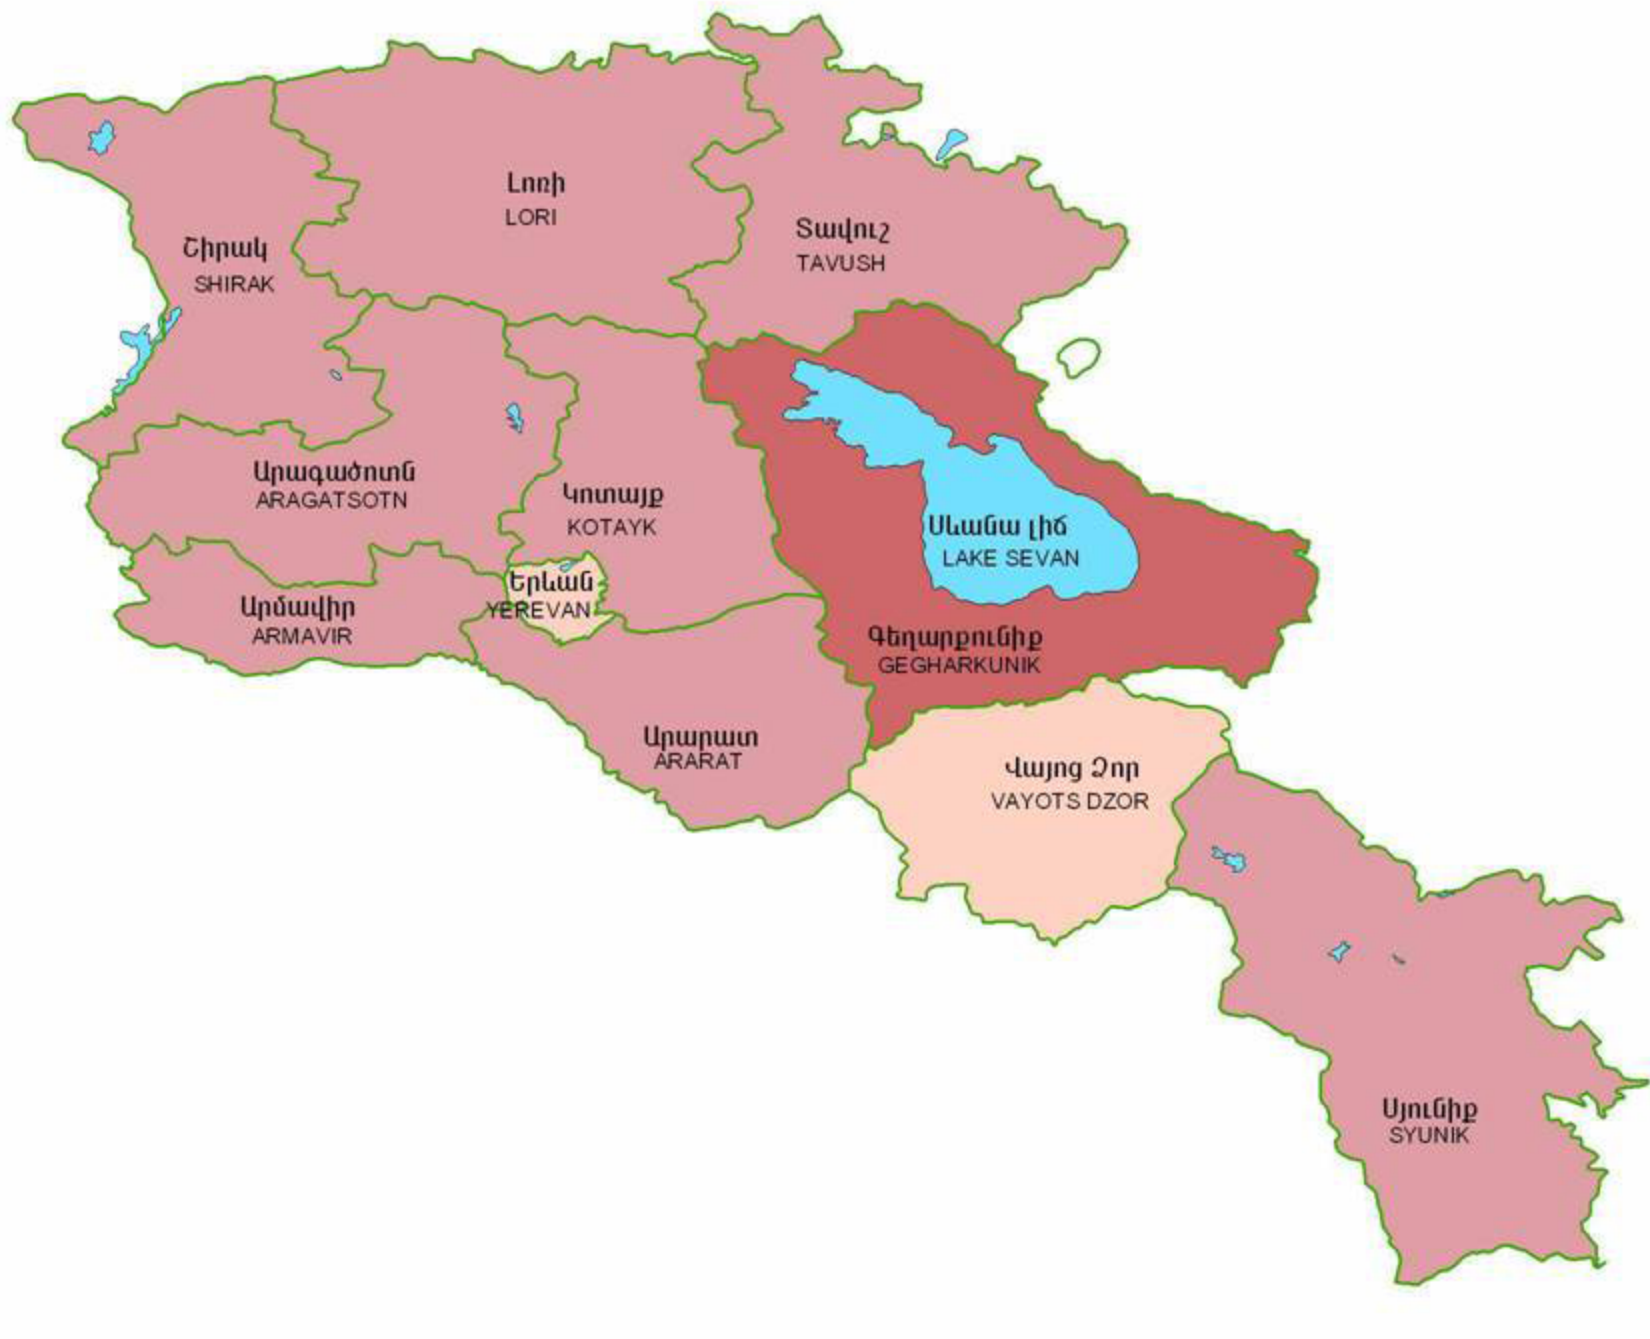 Լոռի
LORI
Տավուշ
TAVUSH
Շիրակ
SHIRAK
Արագածոտն
ARAGATSOTN
Կոտայք
KOTAYK
Սևանա լիճ
LAKE SEVAN
Երևան
YEREVAN
Արմավիր
ARMAVIR
Գեղարքունիք
GEGHARKUNIK
Արարատ
ARARAT
Վայոց Ձոր
VAYOTS DZOR
Սյունիք
SYUNIK